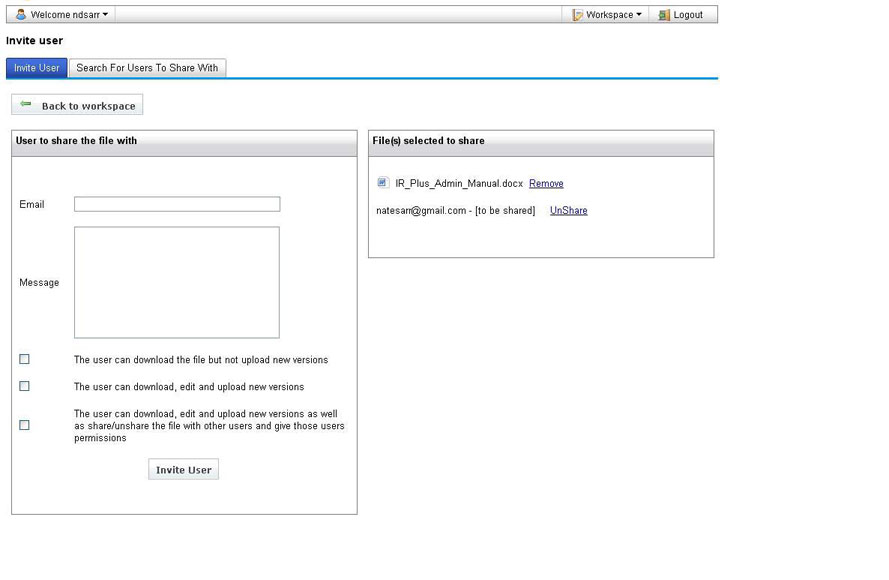 Welcome ndsarr
Workspace
Logout
Invite user
Invite User
Search For Users To Share With
Back to workspace
User to share the file with
File(s) selected to share
IR_Plus_Admin_Manual.docx Remove
Email
natesarr@gmail.com - [to be shared] UnShare
Message
The user can download the file but not upload new versions
The user can download, edit and upload new versions
The user can download, edit and upload new versions as well
as share/unshare the file with other users and give those users
permissions
Invite User